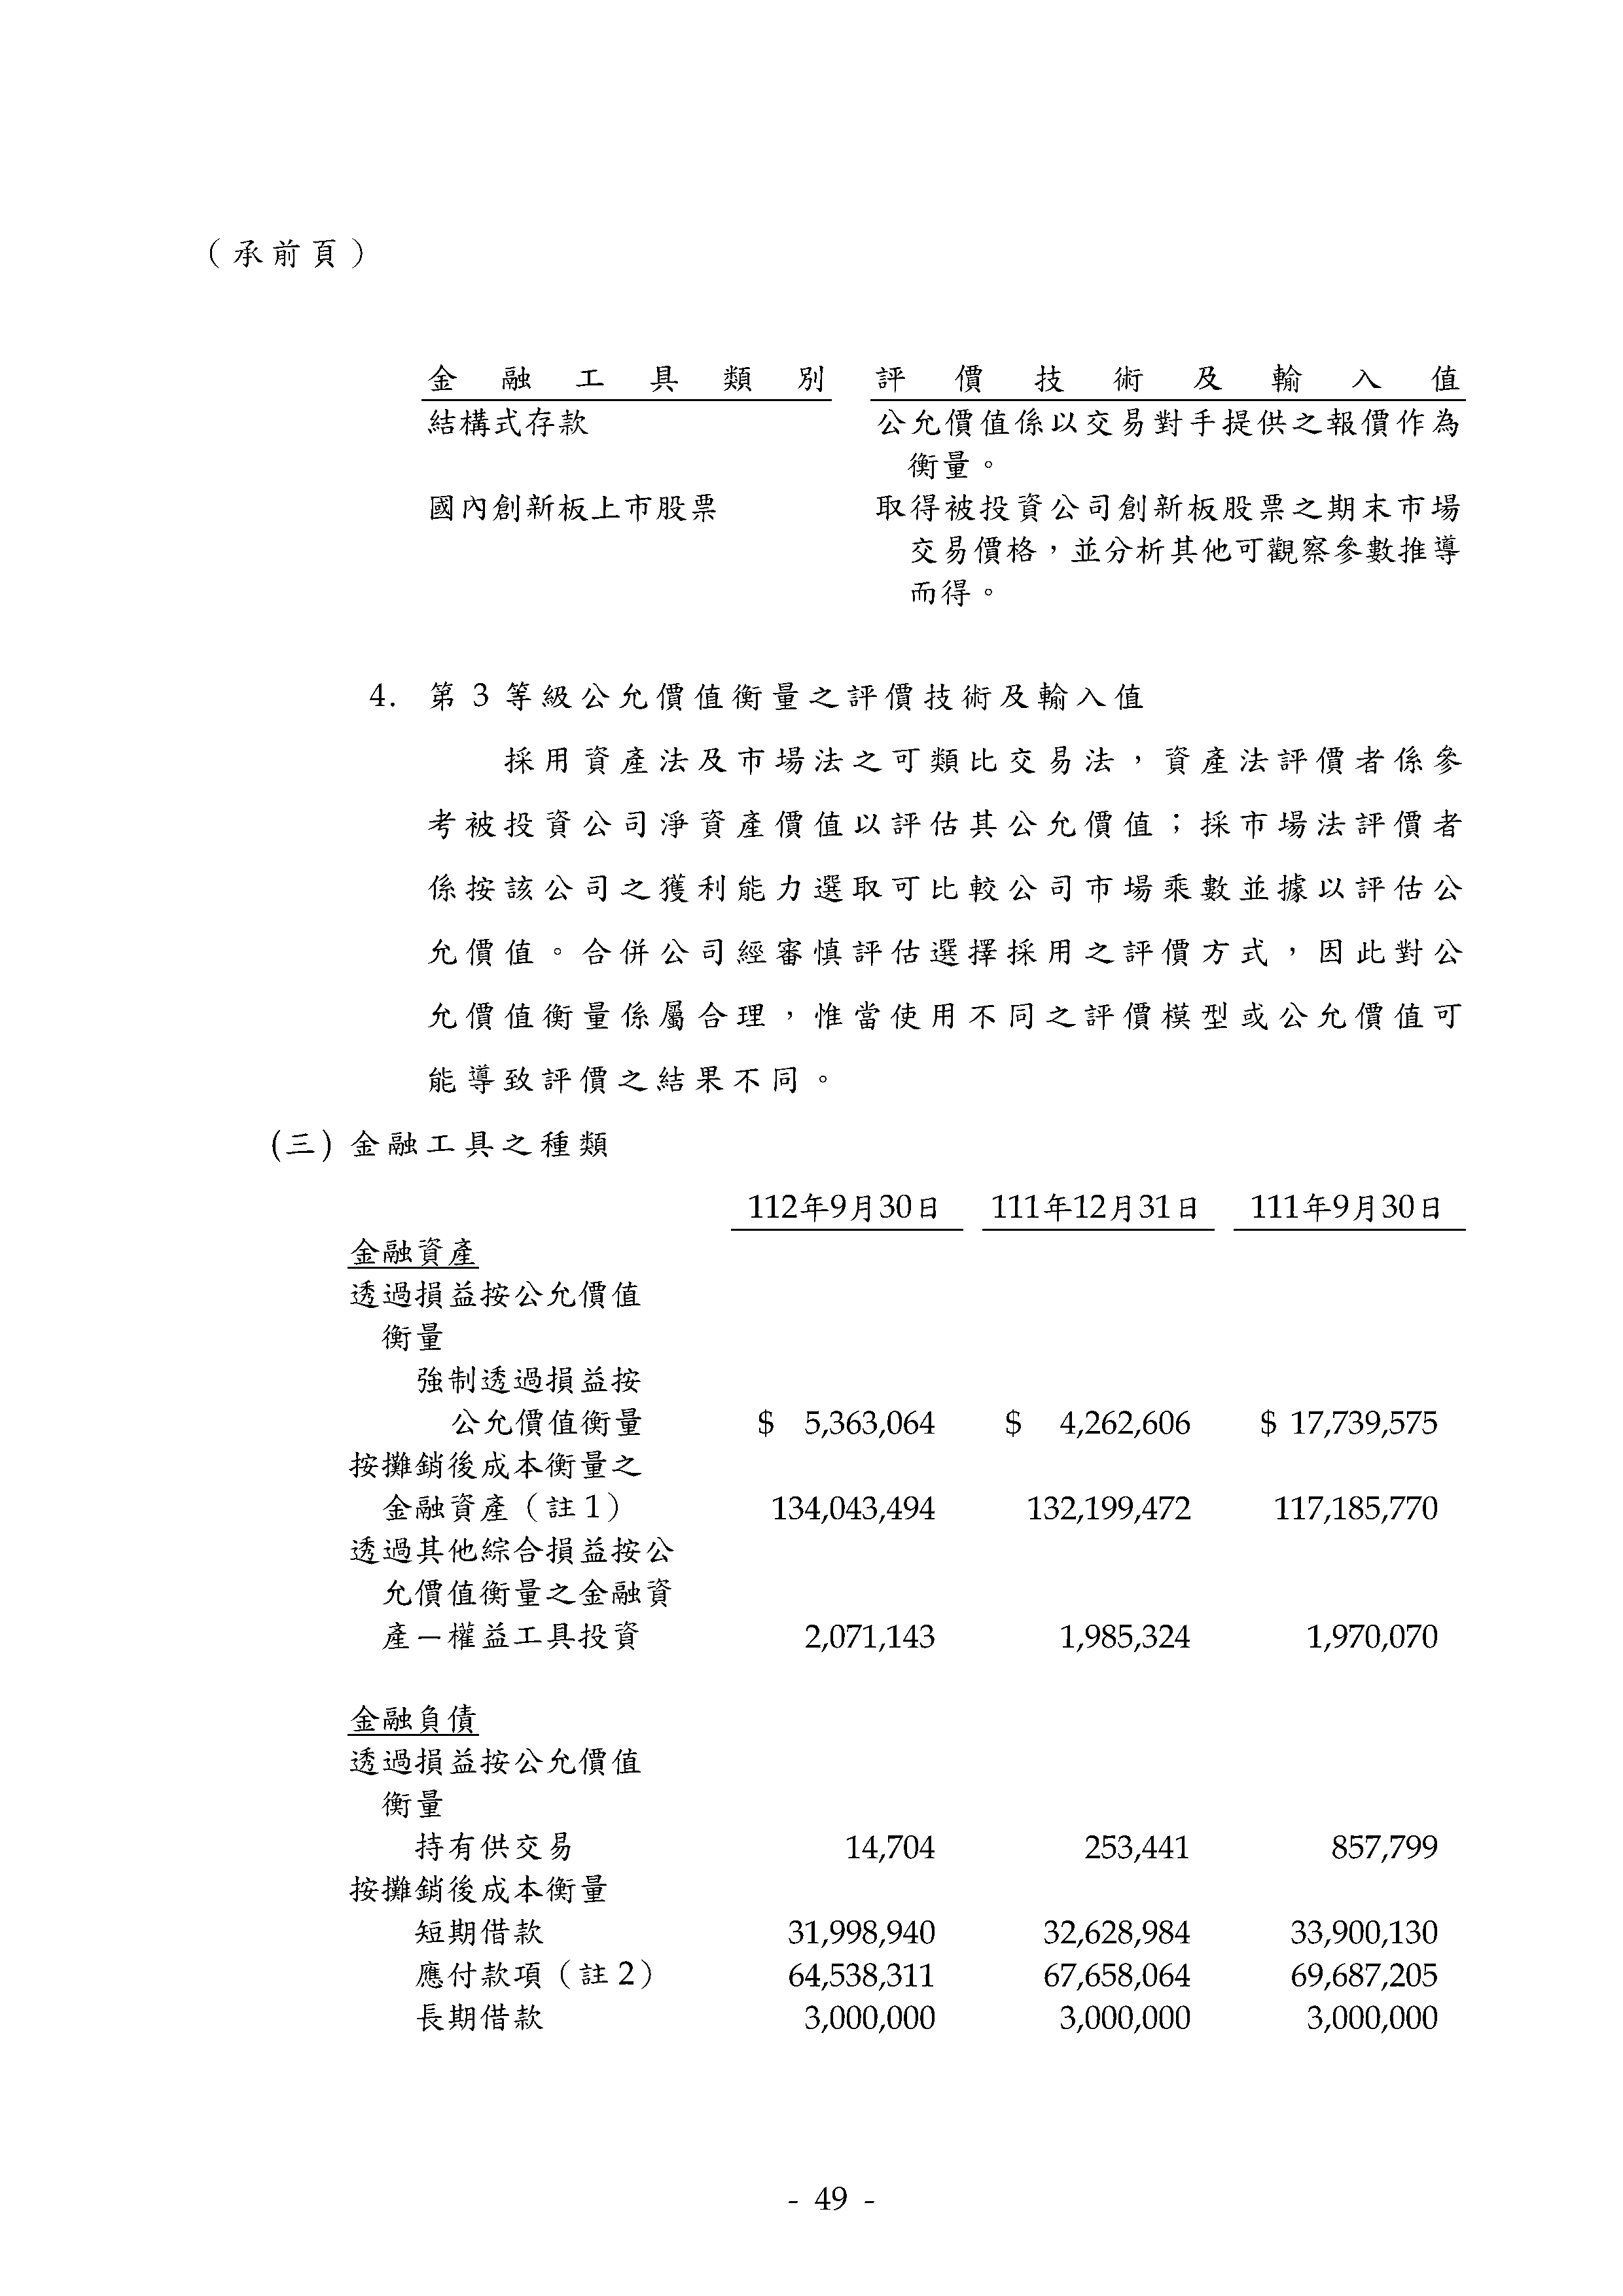 （承前頁）
金融工具類別 評價技術及輸入值
結構式存款 公允價值係以交易對手提供之報價作為
衡量。
國內創新板上市股票 取得被投資公司創新板股票之期末市場
交易價格，並分析其他可觀察參數推導
而得。
4. 第 3 等級公允價值衡量之評價技術及輸入值
採用資產法及市場法之可類比交易法，資產法評價者係參
考被投資公司淨資產價值以評估其公允價值；採市場法評價者
係按該公司之獲利能力選取可比較公司市場乘數並據以評估公
允價值。合併公司經審慎評估選擇採用之評價方式，因此對公
允價值衡量係屬合理，惟當使用不同之評價模型或公允價值可
能導致評價之結果不同。
(三) 金融工具之種類
112年9月30日 111年12月31日 111年9月30日
金融資產
透過損益按公允價值
衡量
強制透過損益按
公允價值衡量 $ 5,363,064 $ 4,262,606 $ 17,739,575
按攤銷後成本衡量之
金融資產（註 1） 134,043,494 132,199,472 117,185,770
透過其他綜合損益按公
允價值衡量之金融資
產－權益工具投資 2,071,143 1,985,324 1,970,070
金融負債
透過損益按公允價值
衡量
持有供交易 14,704 253,441 857,799
按攤銷後成本衡量
短期借款 31,998,940 32,628,984 33,900,130
應付款項（註 2） 64,538,311 67,658,064 69,687,205
長期借款 3,000,000 3,000,000 3,000,000
- 49 -